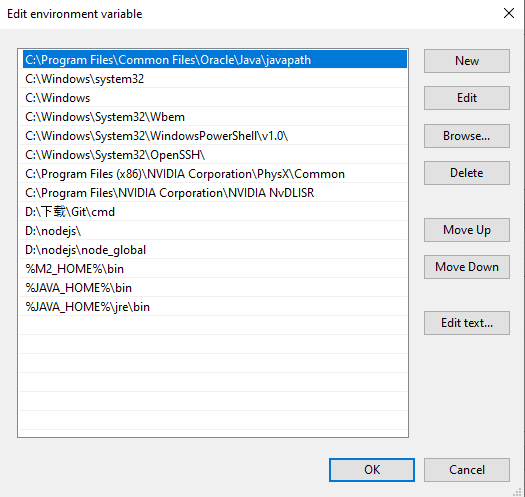 Edit environment variable
C:\Program Files\Common Files\Oracle\Java\javapath
C:\Windows\system32
C:\Windows
C:\Windows\System32\Wbem
C:\Windows\System32\WindowsPowerShell\v1.0\
C:\Windows\System32\OpenSSH\
C:\Program Files (x86)\NVIDIA Corporation\PhysX\Common
C:\Program Files\NVIDIA Corporation\NVIDIA NvDLISR
D:\下载\Git\cmd
D:\nodejs\
D:\nodejs\node_global
%M2_HOME%\bin
%JAVA_HOME%\bin
%JAVA_HOME%\jre\bin
New
Edit
Browse...
Delete
Move Up
Move Down
Edit text...
OK
Cancel